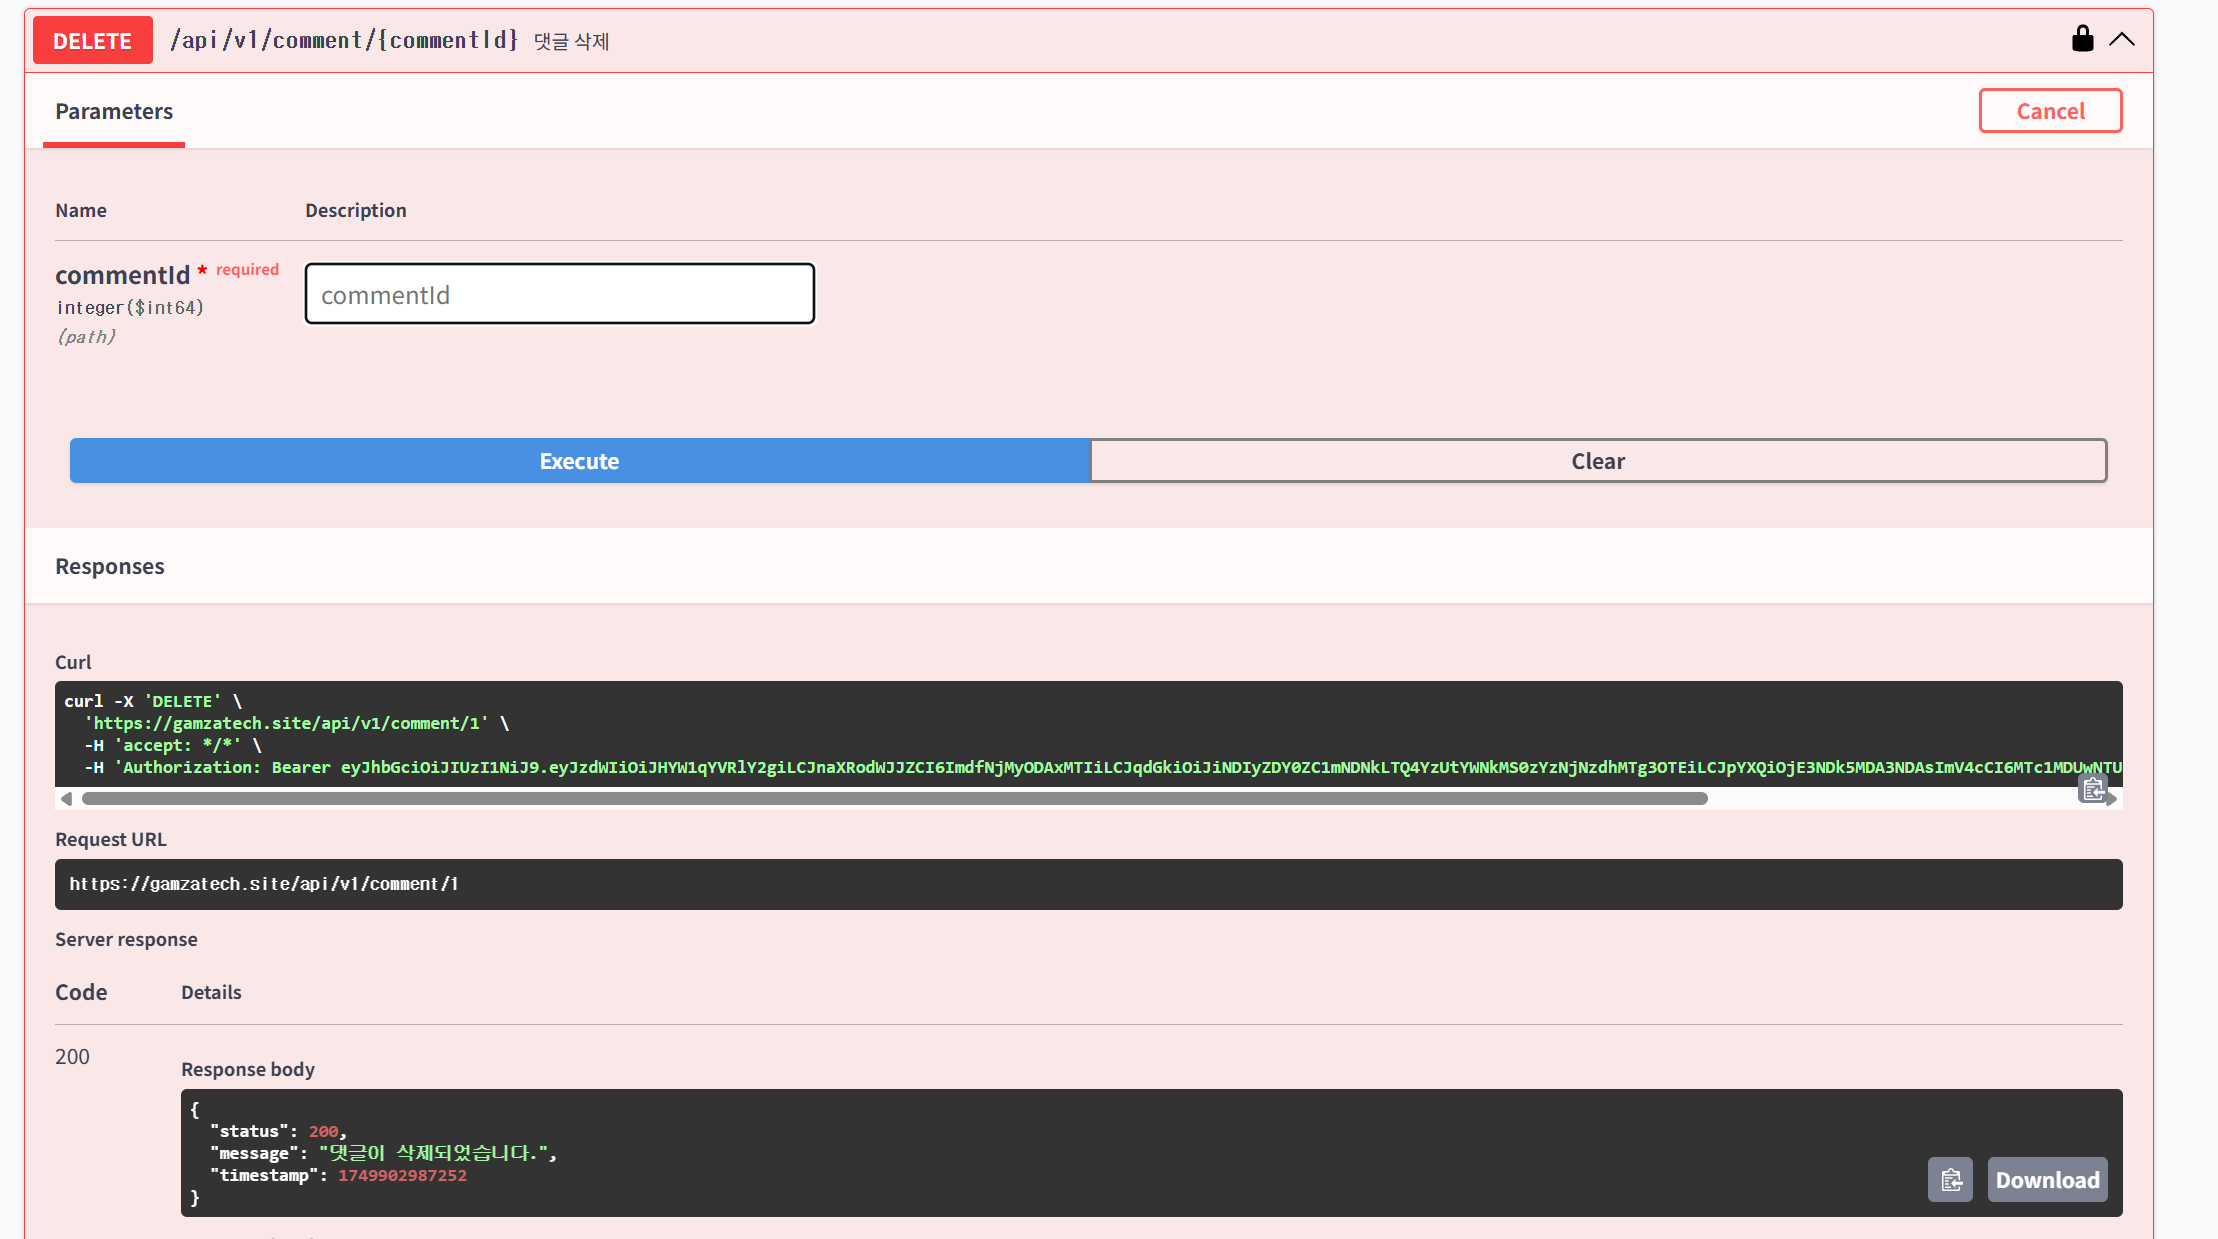 DELETE /api/v1/comment/{commentId} 댓글 삭제
Parameters
Cancel
Name Description
commentId * required
integer($int64)
(path)
commentId
Execute Clear
Responses
Curl
curl -X 'DELETE' \
'https://gamzatech.site/api/v1/comment/1' \
-H 'accept: */*' \
-H 'Authorization: Bearer eyJhbGciOiJIUzI1NiJ9.eyJzdWIiOiJHYW1qYVRlY2giLCJnaXRodWJJZCI6ImdfNjMyODAxMTIiLCJqdGkiOiJiNDIyZDY0ZC1mNDNkLTQ4YzUtYWNkMS0zYzNjNzdhMTg3OTEiLCJpYXQiOjE3NDk5MDA3NDAsImV4cCI6MTc1MDUwNTU
Request URL
https://gamzatech.site/api/v1/comment/1
Server response
Code Details
200
Response body
{
"status": 200,
"message": "댓글이 삭제되었습니다.",
"timestamp": 1749902987252
}
Download